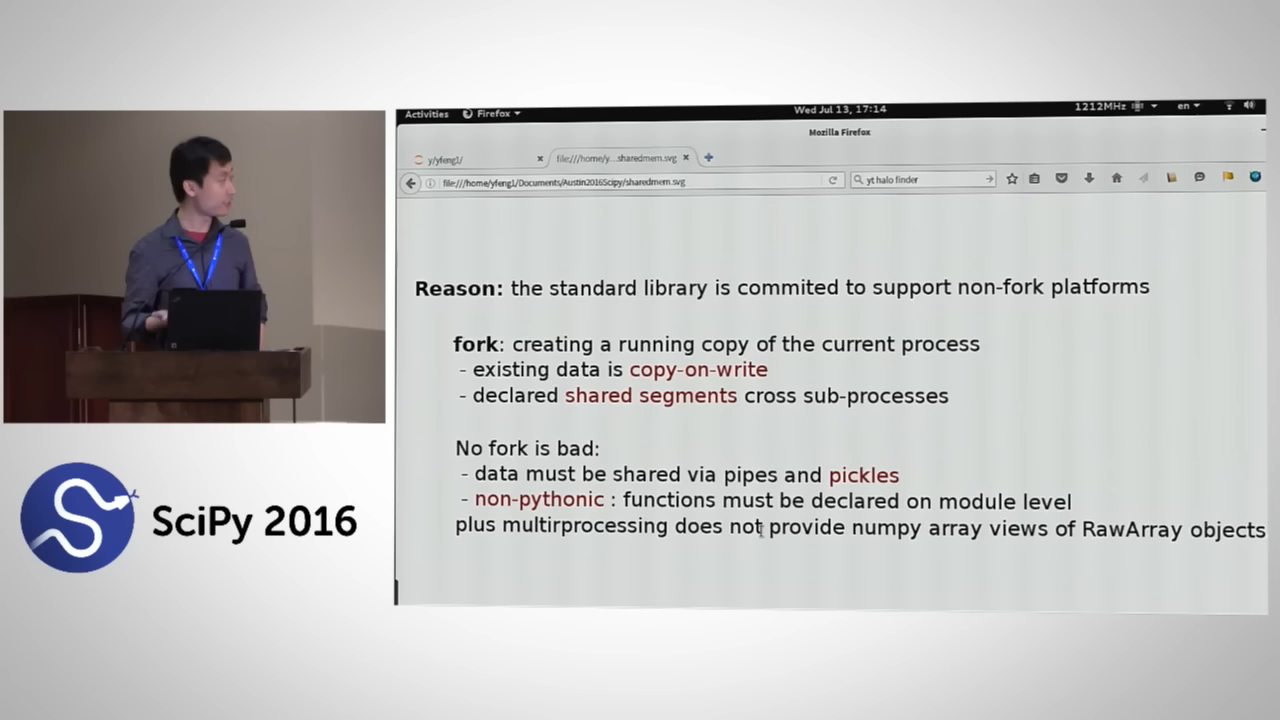 Activities Firefox Wed Jul 13, 17:14 1212MHz en
Mozilla Firefox
y/yfeng1/ file:///home/y...sharedmem.svg
file:///home/yfeng1/Documents/Austin2016Scipy/sharedmem.svg yt halo finder
Reason: the standard library is commited to support non-fork platforms
fork: creating a running copy of the current process
- existing data is copy-on-write
- declared shared segments cross sub-processes
No fork is bad:
- data must be shared via pipes and pickles
- non-pythonic : functions must be declared on module level
plus multirprocessing does not provide numpy array views of RawArray objects
SciPy 2016